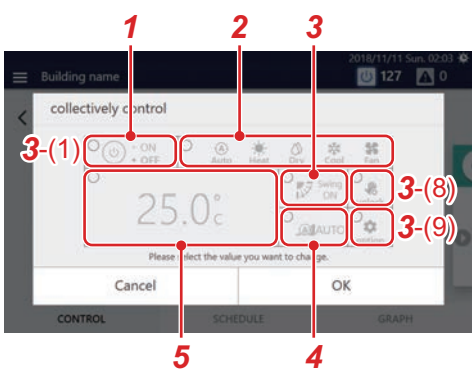 1 2 3
2018/11/11 Sun. 02:03
Building name 127 0
collectively control
3-(1)
ON
OFF
Auto Heat Dry Cool Fan
Swing
ON
unlock
3-(8)
25.0°c
A AUTO
3-(9)
Please select the value you want to change.
Cancel OK
CONTROL SCHEDULE GRAPH
5 4